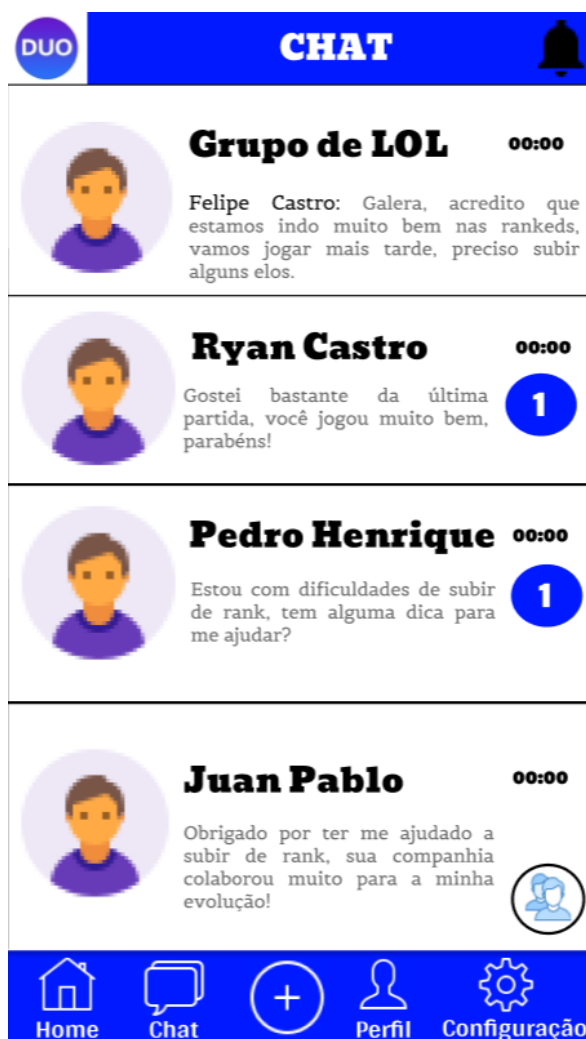 DUO
CHAT
Grupo de LOL
00:00
Felipe Castro: Galera, acredito que
estamos indo muito bem nas rankeds,
vamos jogar mais tarde, preciso subir
alguns elos.
Ryan Castro
00:00
Gostei bastante da última
partida, você jogou muito bem,
parabéns!
1
Pedro Henrique
00:00
Estou com dificuldades de subir
de rank, tem alguma dica para
me ajudar?
1
Juan Pablo
00:00
Obrigado por ter me ajudado a
subir de rank, sua companhia
colaborou muito para a minha
evolução!
Home
Chat
Perfil
Configuração